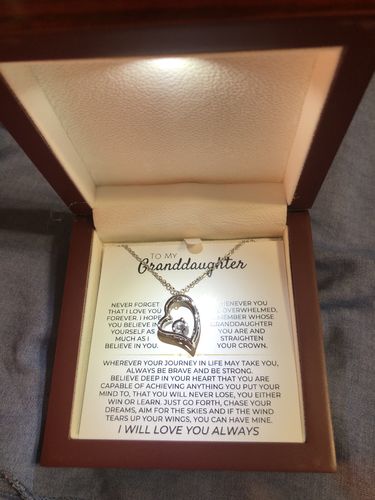 TO MY
Granddaughter
NEVER FORGET
THAT I LOVE YOU
FOREVER. I HOPE
YOU BELIEVE IN
YOURSELF AS
MUCH AS I
BELIEVE IN YOU.
HENEVER YOU
OVERWHELMED,
MEMBER WHOSE
GRANDDAUGHTER
YOU ARE AND
STRAIGHTEN
YOUR CROWN.
WHEREVER YOUR JOURNEY IN LIFE MAY TAKE YOU,
ALWAYS BE BRAVE AND BE STRONG.
BELIEVE DEEP IN YOUR HEART THAT YOU ARE
CAPABLE OF ACHIEVING ANYTHING YOU PUT YOUR
MIND TO, THAT YOU WILL NEVER LOSE, YOU EITHER
WIN OR LEARN. JUST GO FORTH, CHASE YOUR
DREAMS, AIM FOR THE SKIES AND IF THE WIND
TEARS UP YOUR WINGS, YOU CAN HAVE MINE.
I WILL LOVE YOU ALWAYS